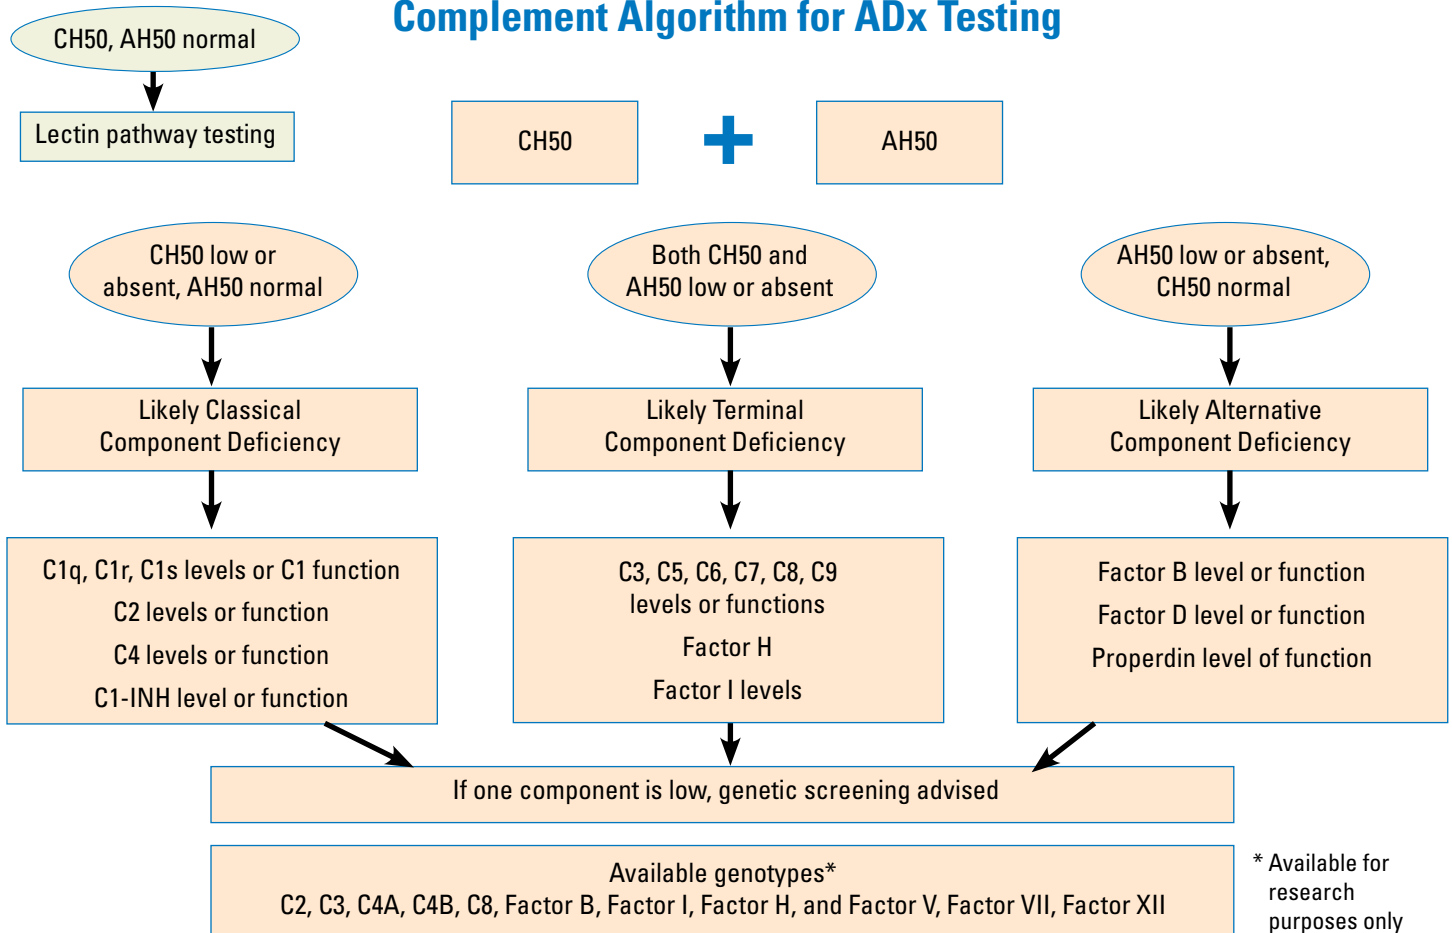 Complement Algorithm for ADx Testing
CH50, AH50 normal
Lectin pathway testing
CH50
+
AH50
CH50 low or
absent, AH50 normal
Both CH50 and
AH50 low or absent
AH50 low or absent,
CH50 normal
Likely Classical
Component Deficiency
Likely Terminal
Component Deficiency
Likely Alternative
Component Deficiency
C1q, C1r, C1s levels or C1 function
C2 levels or function
C4 levels or function
C1-INH level or function
C3, C5, C6, C7, C8, C9
levels or functions
Factor H
Factor I levels
Factor B level or function
Factor D level or function
Properdin level of function
If one component is low, genetic screening advised
Available genotypes*
C2, C3, C4A, C4B, C8, Factor B, Factor I, Factor H, and Factor V, Factor VII, Factor XII
* Available for
research
purposes only